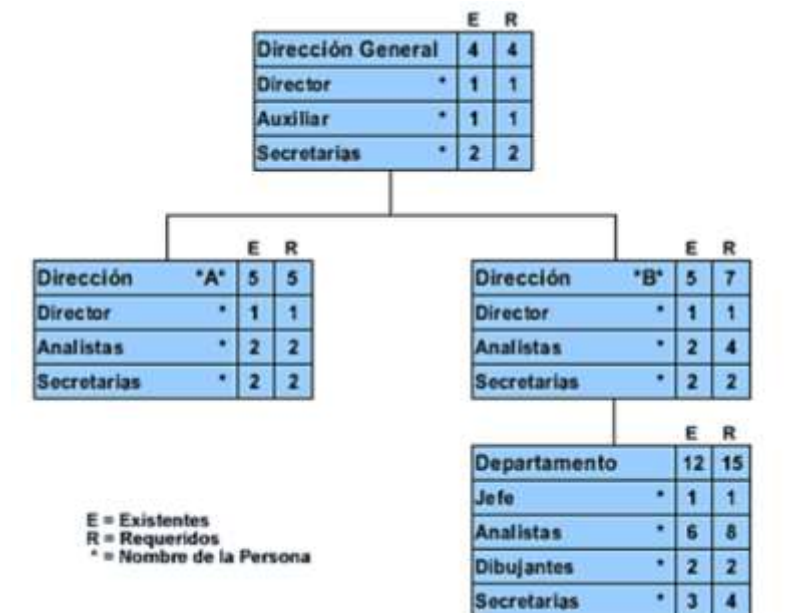 E R
Dirección General 4 4
Director * 1 1
Auxiliar * 1 1
Secretarias * 2 2
E R
Dirección "A" 5 5
Director * 1 1
Analistas * 2 2
Secretarias * 2 2
E R
Dirección "B" 5 7
Director * 1 1
Analistas * 2 4
Secretarias * 2 2
E R
Departamento 12 15
Jefe * 1 1
Analistas * 6 8
Dibujantes * 2 2
Secretarias * 3 4
E = Existentes
R = Requeridos
* = Nombre de la Persona